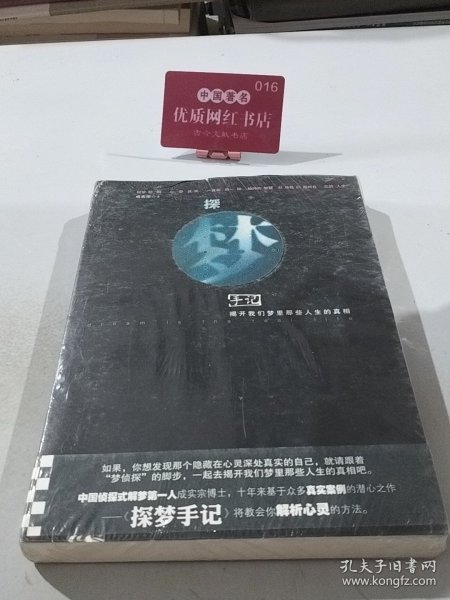 016
中国著名
优质网红书店
古今文献书店
探
梦
手记
揭开我们梦里那些人生的真相
如果，你想发现那个隐藏在心灵深处真实的自己，就请跟着
“梦侦探”的脚步，一起去揭开我们梦里那些人生的真相吧。
中国侦探式解梦第一人成实宗博士，十年来基于众多真实案例的潜心之作
——《探梦手记》将教会你解析心灵的方法。
孔夫子旧书网
www.kongfz.com